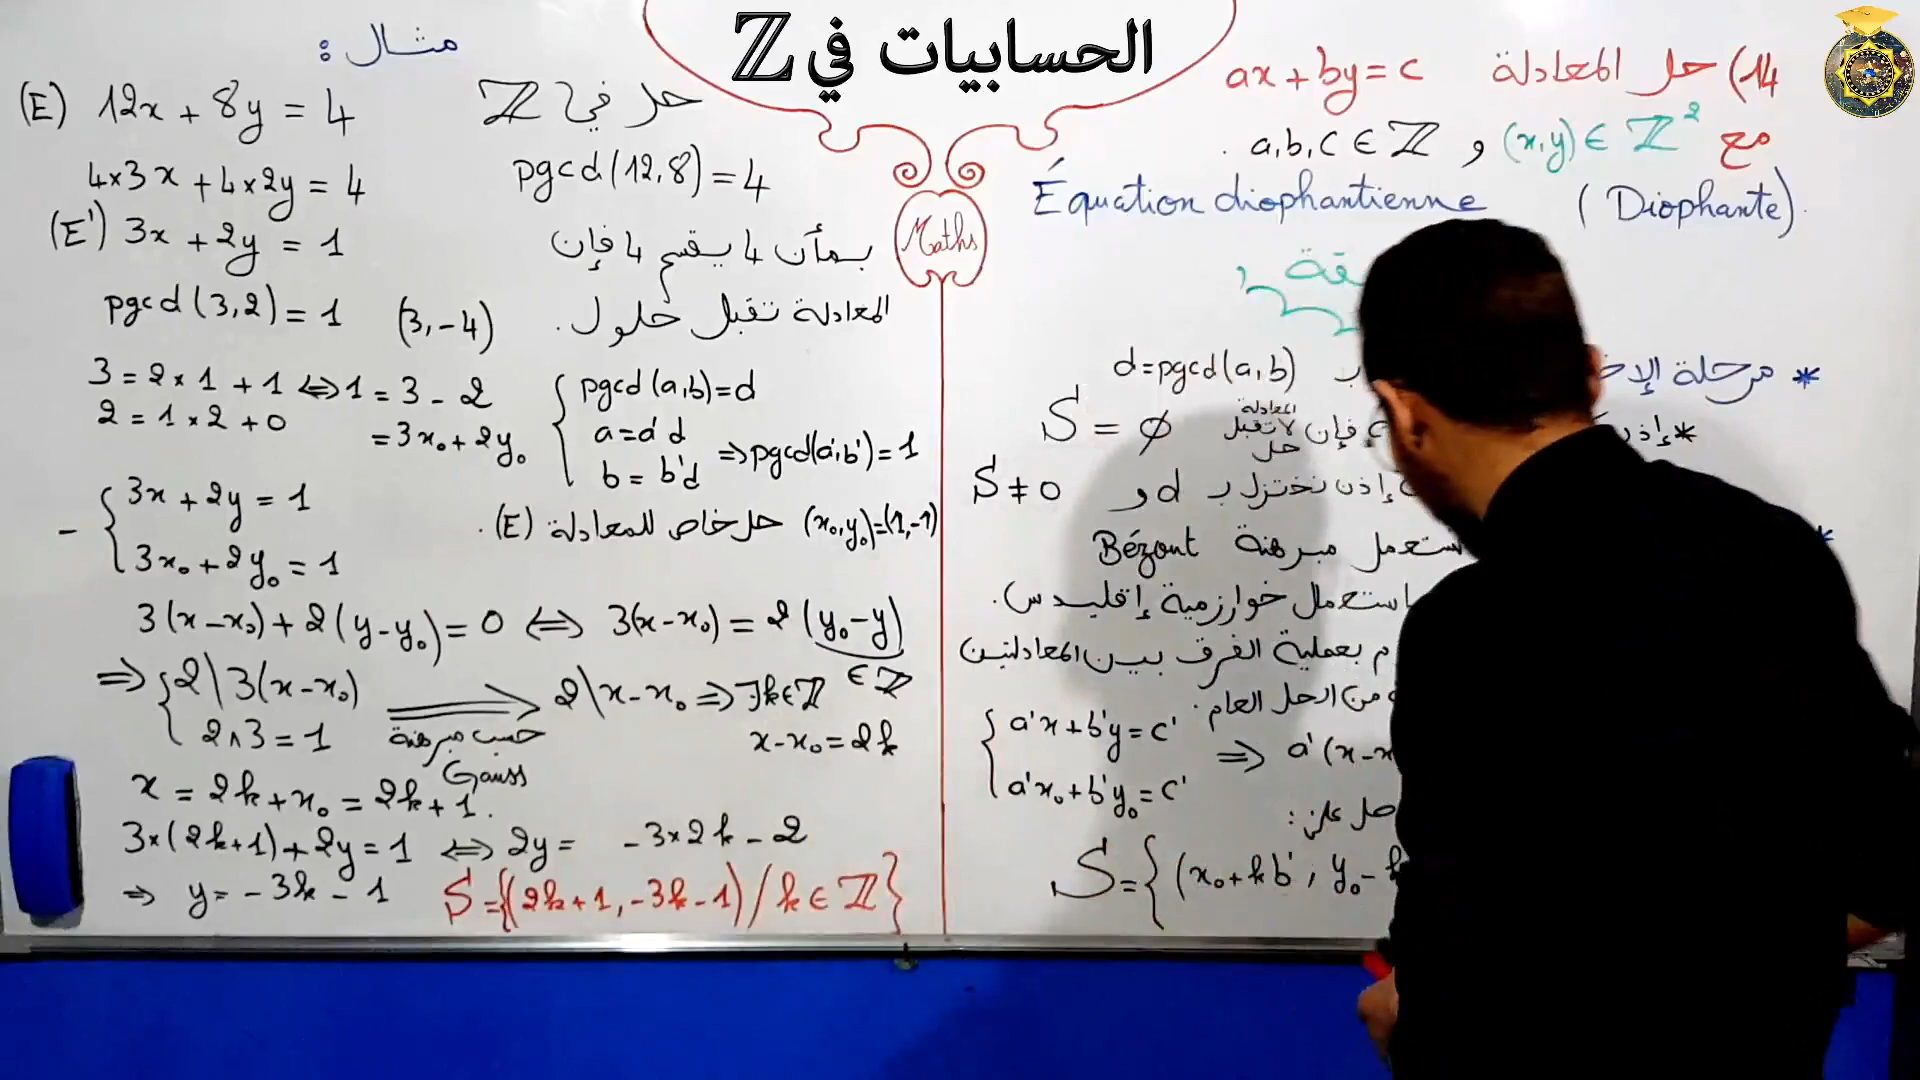 الحسابيات في ℤ
Maths
14) حل المعادلة ax + by = c
مع (x,y) ∈ ℤ² و a,b,c ∈ ℤ .
Équation diophantienne (Diophante).
* مرحلة ب d = pgcd(a,b)
* إذن فإن المعادلة لا تقبل حل S = ∅
إذن نختزل ب d و S ≠ 0
مبرهنة Bézout
باستعمال خوارزمية إقليدس.
بعملية الفرق بين المعادلتين
من الحل العام.
{ a'x + b'y = c'
a'x₀ + b'y₀ = c' ⇒ a'(x-x
S = { (x₀ + kb' ; y₀ - k
مثال :
(E) 12x + 8y = 4 حل في ℤ
4×3x + 4×2y = 4 pgcd(12,8) = 4
(E') 3x + 2y = 1 بما أن 4 يقسم 4 فإن
pgcd(3,2) = 1 (3,-4) المعادلة تقبل حلول.
3 = 2×1 + 1 ⇔ 1 = 3 - 2 { pgcd(a,b) = d
2 = 1×2 + 0 = 3x₀ + 2y₀ a = a'd
b = b'd ⇒ pgcd(a',b') = 1
- { 3x + 2y = 1 (x₀,y₀) = (1,-1) حل خاص للمعادلة (E).
3x₀ + 2y₀ = 1
3(x-x₀) + 2(y-y₀) = 0 ⇔ 3(x-x₀) = 2(y₀-y)
∈ ℤ
⇒ { 2\3(x-x₀) ⟹ 2\x-x₀ ⇒ ∃k∈ℤ
2∧3 = 1 حسب مبرهنة Gauss x-x₀ = 2k
x = 2k + x₀ = 2k + 1.
3×(2k+1) + 2y = 1 ⇔ 2y = -3×2k - 2
⇒ y = -3k - 1 S = {(2k+1, -3k-1) / k ∈ ℤ}